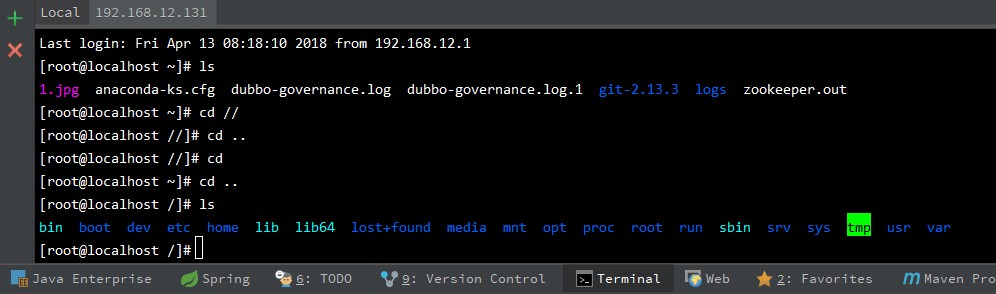 Local 192.168.12.131
Last login: Fri Apr 13 08:18:10 2018 from 192.168.12.1
[root@localhost ~]# ls
1.jpg anaconda-ks.cfg dubbo-governance.log dubbo-governance.log.1 git-2.13.3 logs zookeeper.out
[root@localhost ~]# cd //
[root@localhost //]# cd ..
[root@localhost //]# cd
[root@localhost ~]# cd ..
[root@localhost /]# ls
bin boot dev etc home lib lib64 lost+found media mnt opt proc root run sbin srv sys tmp usr var
[root@localhost /]#
Java Enterprise Spring 6: TODO 9: Version Control Terminal Web 2: Favorites Maven Pro